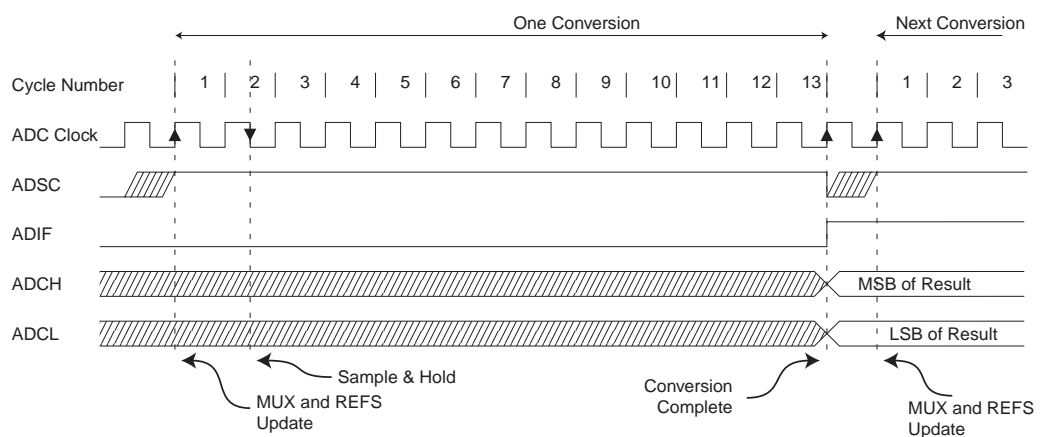 One Conversion
Next Conversion
Cycle Number 1 2 3 4 5 6 7 8 9 10 11 12 13 1 2 3
ADC Clock
ADSC
ADIF
ADCH
MSB of Result
ADCL
LSB of Result
Sample & Hold
MUX and REFS
Update
Conversion
Complete
MUX and REFS
Update